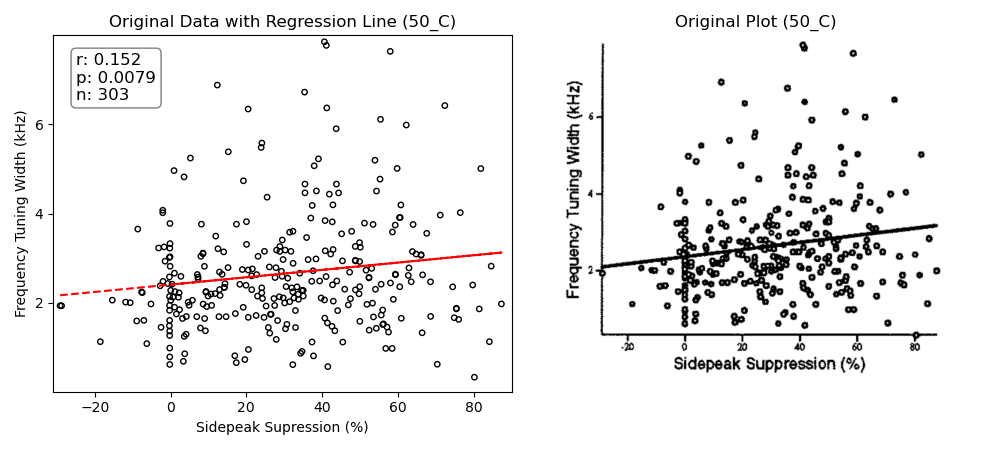 Original Data with Regression Line (50_C)
r: 0.152
p: 0.0079
n: 303
Frequency Tuning Width (kHz)
6
4
2
−20 0 20 40 60 80
Sidepeak Supression (%)
Original Plot (50_C)
Frequency Tuning Width (kHz)
6
4
2
-20 0 20 40 60 80
Sidepeak Suppression (%)